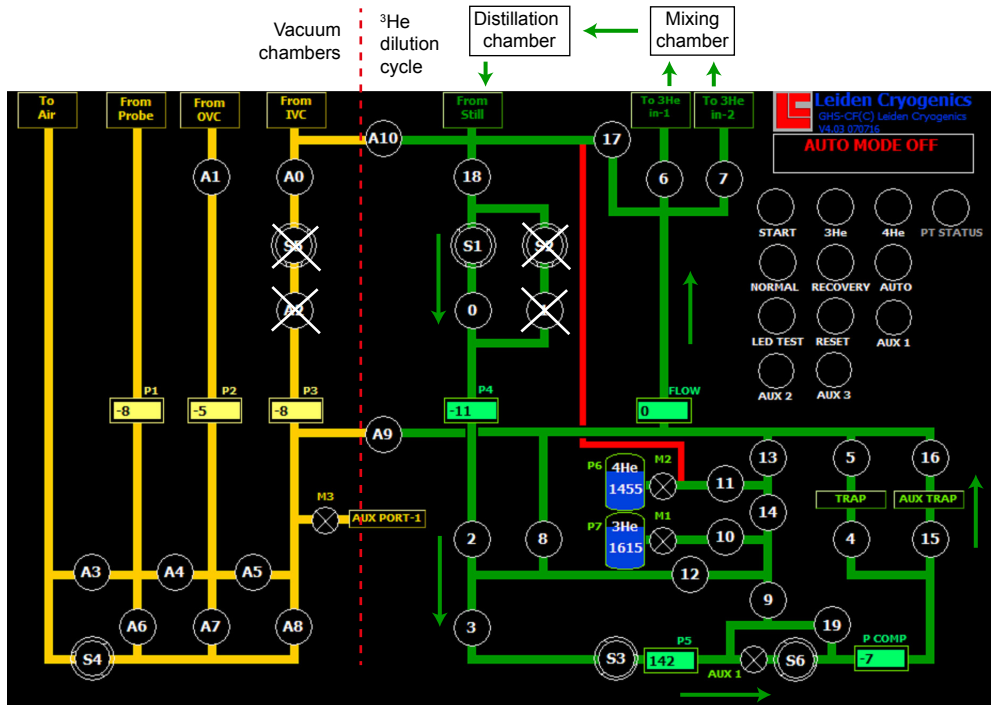 Vacuum
chambers
³He
dilution
cycle
Distillation
chamber
Mixing
chamber
To
Air
From
Probe
From
OVC
From
IVC
From
Still
To 3He
in-1
To 3He
in-2
Leiden Cryogenics
GHS-CF(C) Leiden Cryogenics
V4.03 070716
AUTO MODE OFF
A10
17
A1
A0
18
6
7
START
3He
4He
PT STATUS
S1
S2
NORMAL
RECOVERY
AUTO
A2
0
1
LED TEST
RESET
AUX 1
AUX 2
AUX 3
P1
-8
P2
-5
P3
-8
P4
-11
FLOW
0
A9
13
5
16
P6
4He
1455
M2
11
TRAP
AUX TRAP
M3
AUX PORT-1
P7
3He
1615
M1
14
10
2
8
4
15
A3
A4
A5
12
9
A6
A7
A8
3
19
S4
S3
P5
142
AUX 1
S6
P COMP
-7